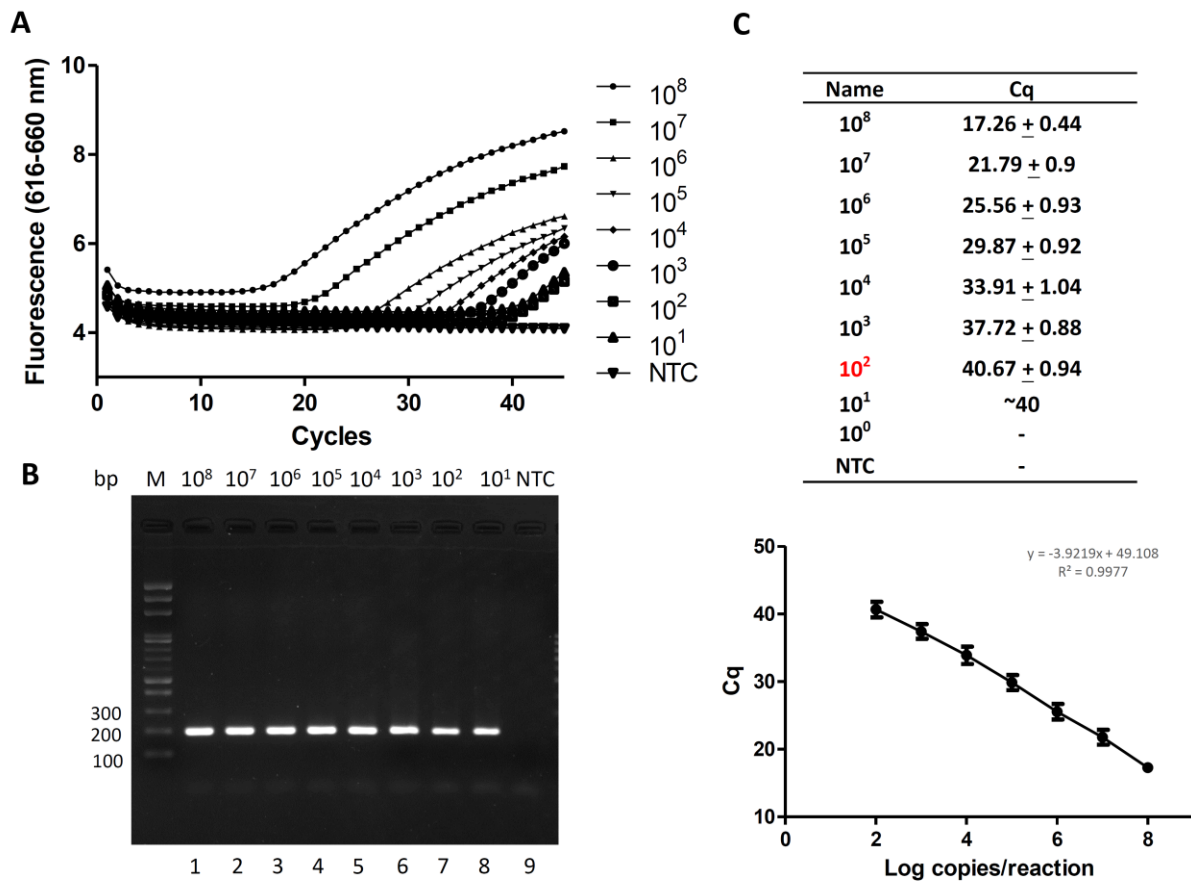 A
Fluorescence (616-660 nm)
10
8
6
4
0 10 20 30 40
Cycles
10⁸
10⁷
10⁶
10⁵
10⁴
10³
10²
10¹
NTC
B
bp M 10⁸ 10⁷ 10⁶ 10⁵ 10⁴ 10³ 10² 10¹ NTC
300
200
100
1 2 3 4 5 6 7 8 9
C
Name Cq
10⁸ 17.26 ± 0.44
10⁷ 21.79 ± 0.9
10⁶ 25.56 ± 0.93
10⁵ 29.87 ± 0.92
10⁴ 33.91 ± 1.04
10³ 37.72 ± 0.88
10² 40.67 ± 0.94
10¹ ~40
10⁰ -
NTC -
y = -3.9219x + 49.108
R² = 0.9977
Cq
50
40
30
20
10
0 2 4 6 8
Log copies/reaction